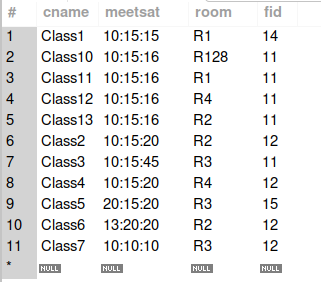 # cname meetsat room fid
1 Class1 10:15:15 R1 14
2 Class10 10:15:16 R128 11
3 Class11 10:15:16 R1 11
4 Class12 10:15:16 R4 11
5 Class13 10:15:16 R2 11
6 Class2 10:15:20 R2 12
7 Class3 10:15:45 R3 11
8 Class4 10:15:20 R4 12
9 Class5 20:15:20 R3 15
10 Class6 13:20:20 R2 12
11 Class7 10:10:10 R3 12
* NULL NULL NULL NULL